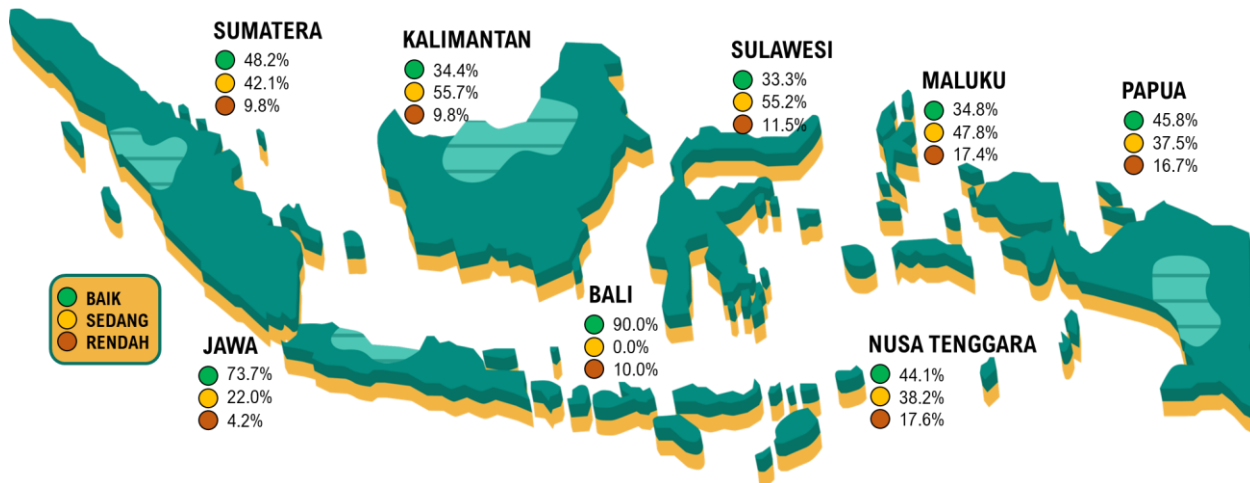 SUMATERA
48.2%
42.1%
9.8%
KALIMANTAN
34.4%
55.7%
9.8%
SULAWESI
33.3%
55.2%
11.5%
MALUKU
34.8%
47.8%
17.4%
PAPUA
45.8%
37.5%
16.7%
BAIK
SEDANG
RENDAH
JAWA
73.7%
22.0%
4.2%
BALI
90.0%
0.0%
10.0%
NUSA TENGGARA
44.1%
38.2%
17.6%